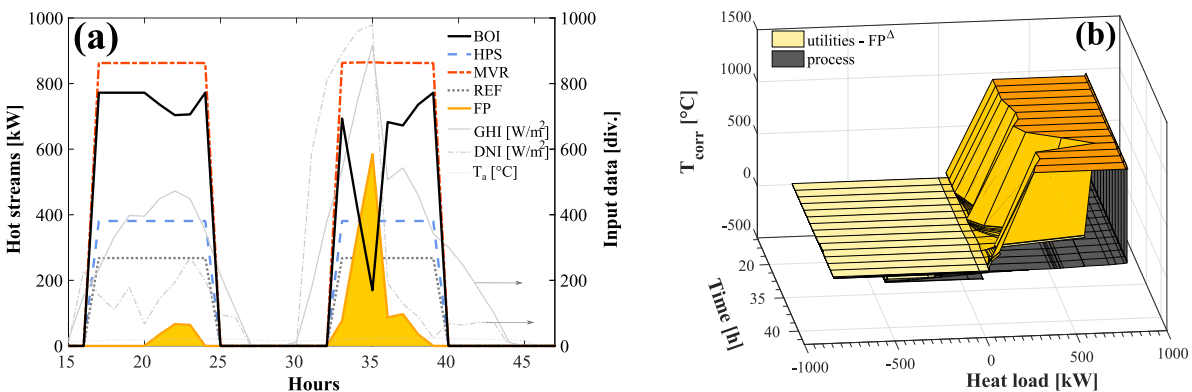 (a)
1000
800
600
400
200
0
Hot streams [kW]
15
20
25
30
35
40
45
Hours
BOI
HPS
MVR
REF
FP
GHI [W/m²]
DNI [W/m²]
Tₐ [°C]
1000
800
600
400
200
0
Input data [div.]
(b)
utilities - FP^Δ
process
1500
1000
500
0
-500
T_corr [°C]
20
35
40
Time [h]
-1000
-500
0
500
1000
Heat load [kW]